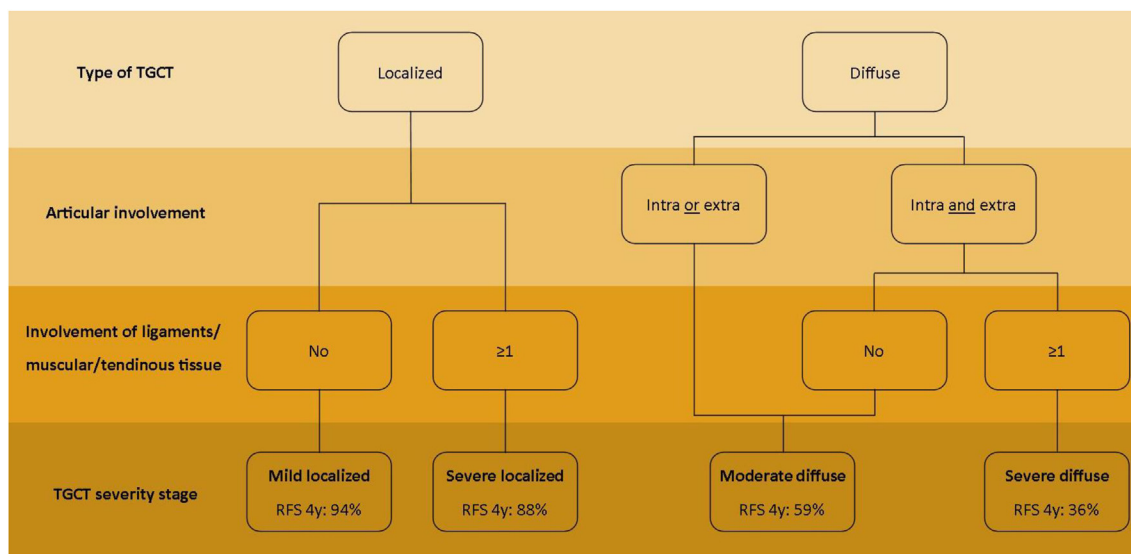 Type of TGCT
Localized
Diffuse
Articular involvement
Intra or extra
Intra and extra
Involvement of ligaments/
muscular/tendinous tissue
No
≥1
No
≥1
TGCT severity stage
Mild localized
RFS 4y: 94%
Severe localized
RFS 4y: 88%
Moderate diffuse
RFS 4y: 59%
Severe diffuse
RFS 4y: 36%